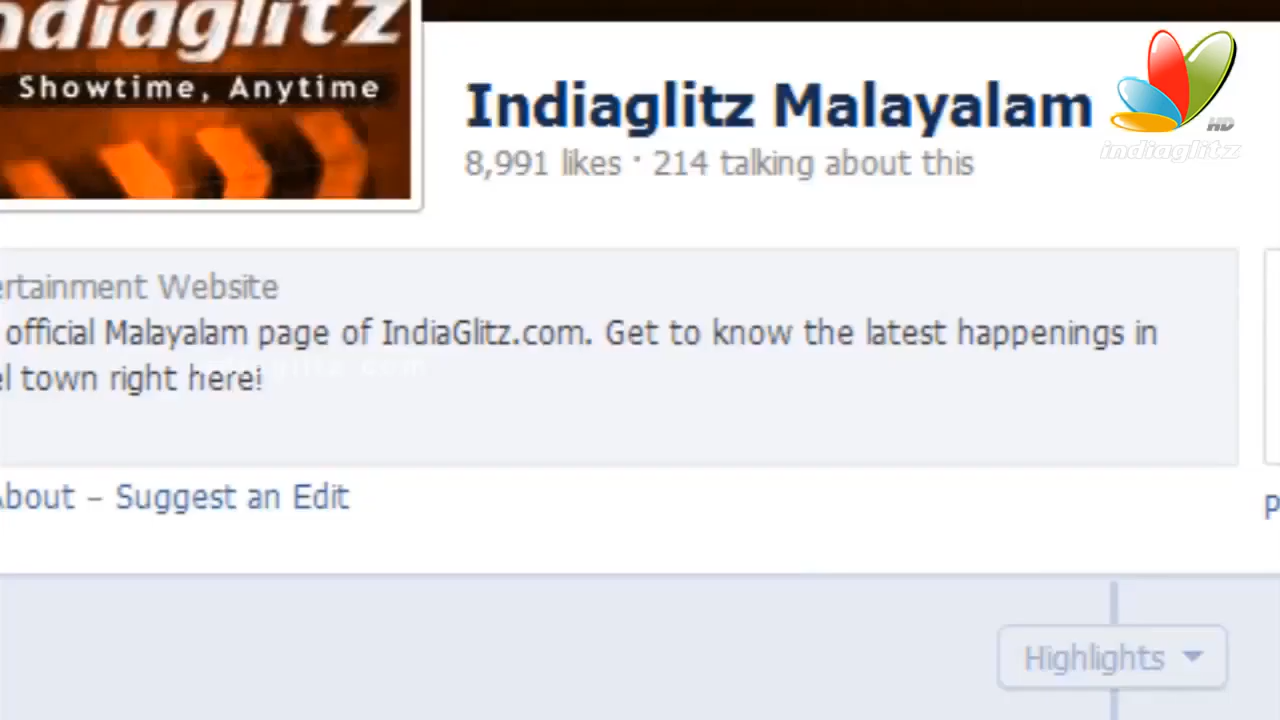 ndiaglitz
Showtime, Anytime
Indiaglitz Malayalam
HD
indiaglitz
8,991 likes · 214 talking about this
ertainment Website
official Malayalam page of IndiaGlitz.com. Get to know the latest happenings in
el town right here!
About – Suggest an Edit
P
Highlights